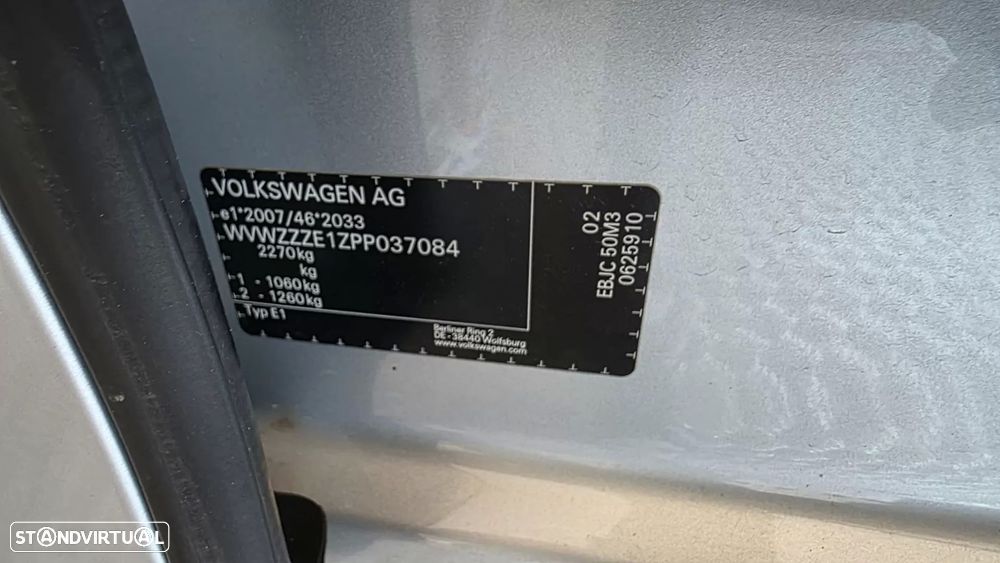 VOLKSWAGEN AG
e1*2007/46*2033
WVWZZZE1ZPP037084
2270kg
kg
1 - 1060kg
2 - 1260kg
Typ E1
Berliner Ring 2
DE - 38440 Wolfsburg
www.volkswagen.com
02
EBJC 50M3
0625910
STANDVIRTUAL